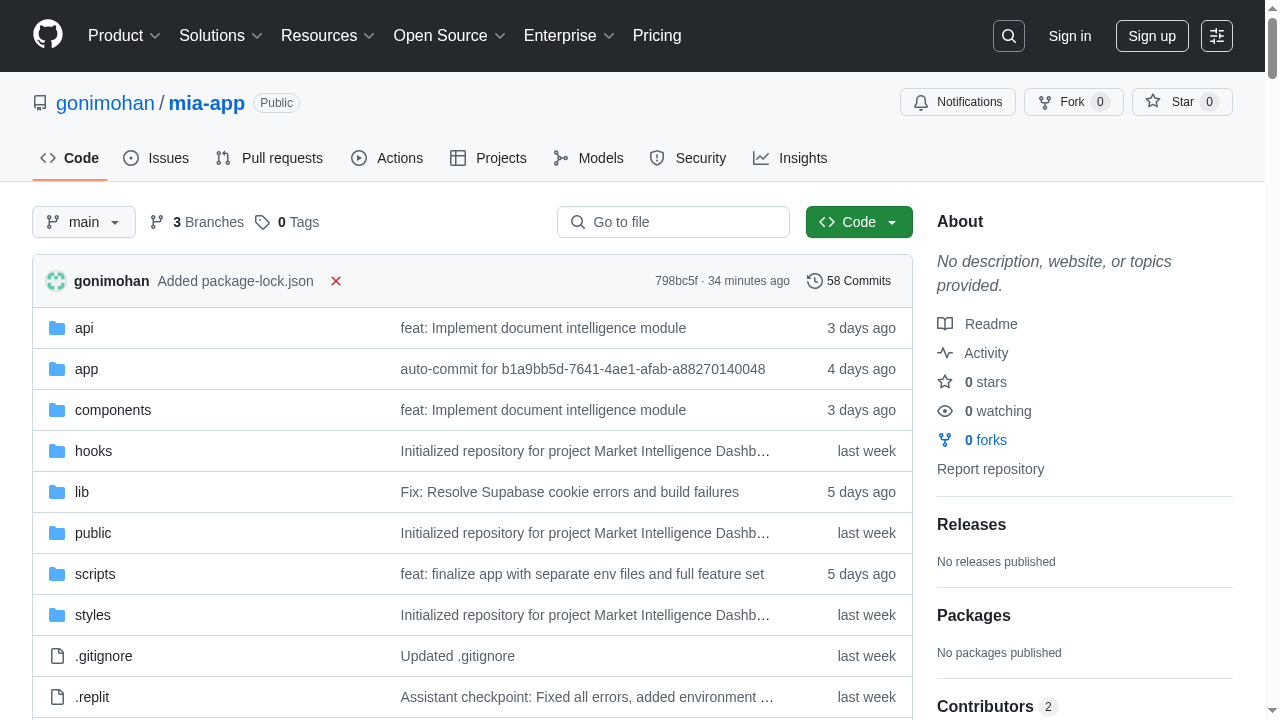 Product Solutions Resources Open Source Enterprise Pricing Sign in Sign up
gonimohan / mia-app Public Notifications Fork 0 Star 0
Code Issues Pull requests Actions Projects Models Security Insights
main 3 Branches 0 Tags Go to file Code
gonimohan Added package-lock.json 798bc5f · 34 minutes ago 58 Commits
api feat: Implement document intelligence module 3 days ago
app auto-commit for b1a9bb5d-7641-4ae1-afab-a88270140048 4 days ago
components feat: Implement document intelligence module 3 days ago
hooks Initialized repository for project Market Intelligence Dashb… last week
lib Fix: Resolve Supabase cookie errors and build failures 5 days ago
public Initialized repository for project Market Intelligence Dashb… last week
scripts feat: finalize app with separate env files and full feature set 5 days ago
styles Initialized repository for project Market Intelligence Dashb… last week
.gitignore Updated .gitignore last week
.replit Assistant checkpoint: Fixed all errors, added environment … last week
About
No description, website, or topics
provided.
Readme
Activity
0 stars
0 watching
0 forks
Report repository
Releases
No releases published
Packages
No packages published
Contributors 2